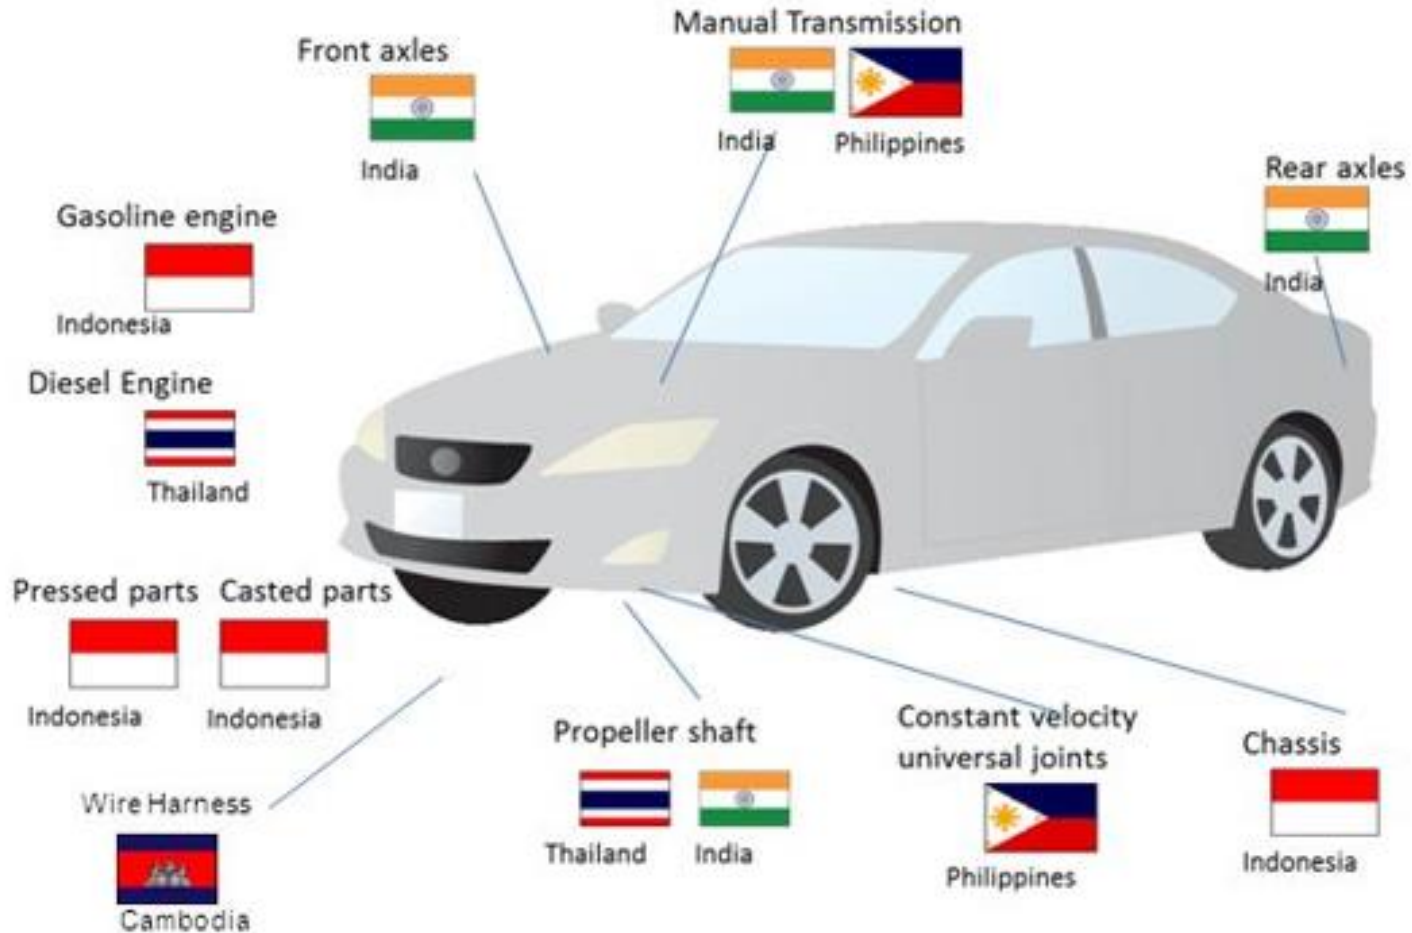 Manual Transmission
Front axles
India
Philippines
India
Rear axles
India
Gasoline engine
Indonesia
Diesel Engine
Thailand
Pressed parts
Casted parts
Indonesia
Indonesia
Wire Harness
Cambodia
Propeller shaft
Thailand
India
Constant velocity
universal joints
Philippines
Chassis
Indonesia